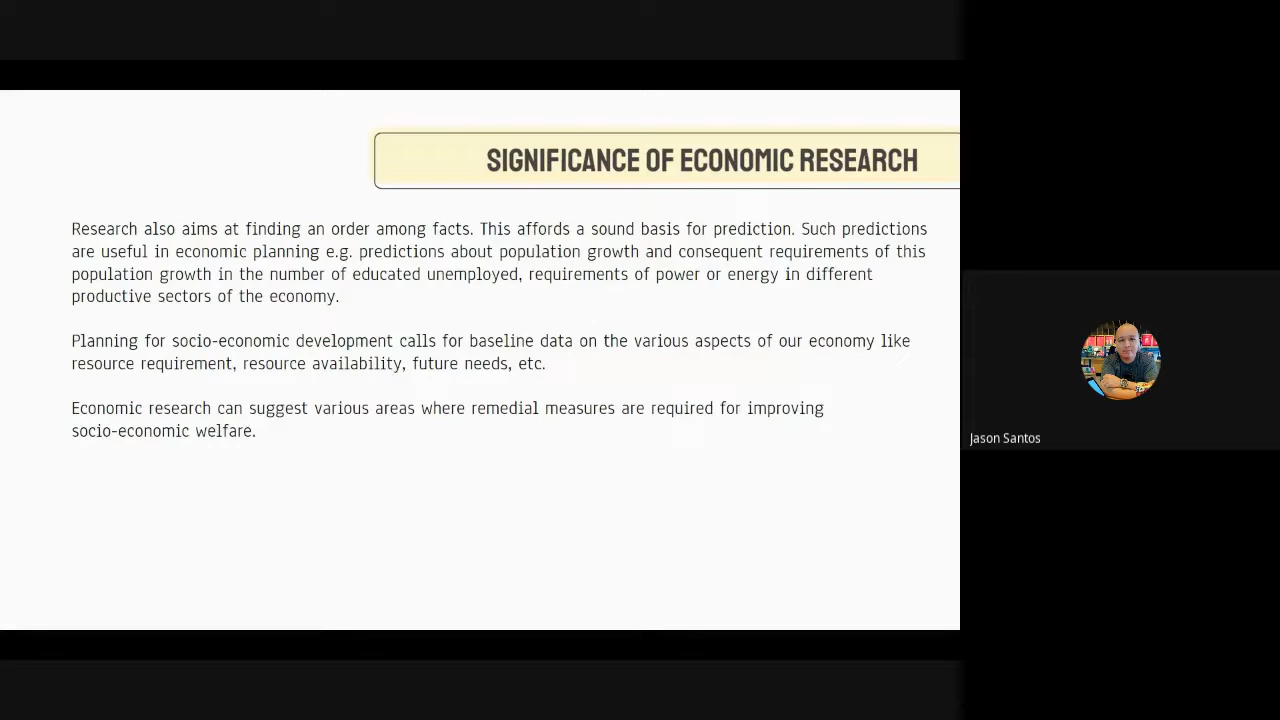 SIGNIFICANCE OF ECONOMIC RESEARCH
Research also aims at finding an order among facts. This affords a sound basis for prediction. Such predictions
are useful in economic planning e.g. predictions about population growth and consequent requirements of this
population growth in the number of educated unemployed, requirements of power or energy in different
productive sectors of the economy.
Planning for socio-economic development calls for baseline data on the various aspects of our economy like
resource requirement, resource availability, future needs, etc.
Economic research can suggest various areas where remedial measures are required for improving
socio-economic welfare.
Jason Santos